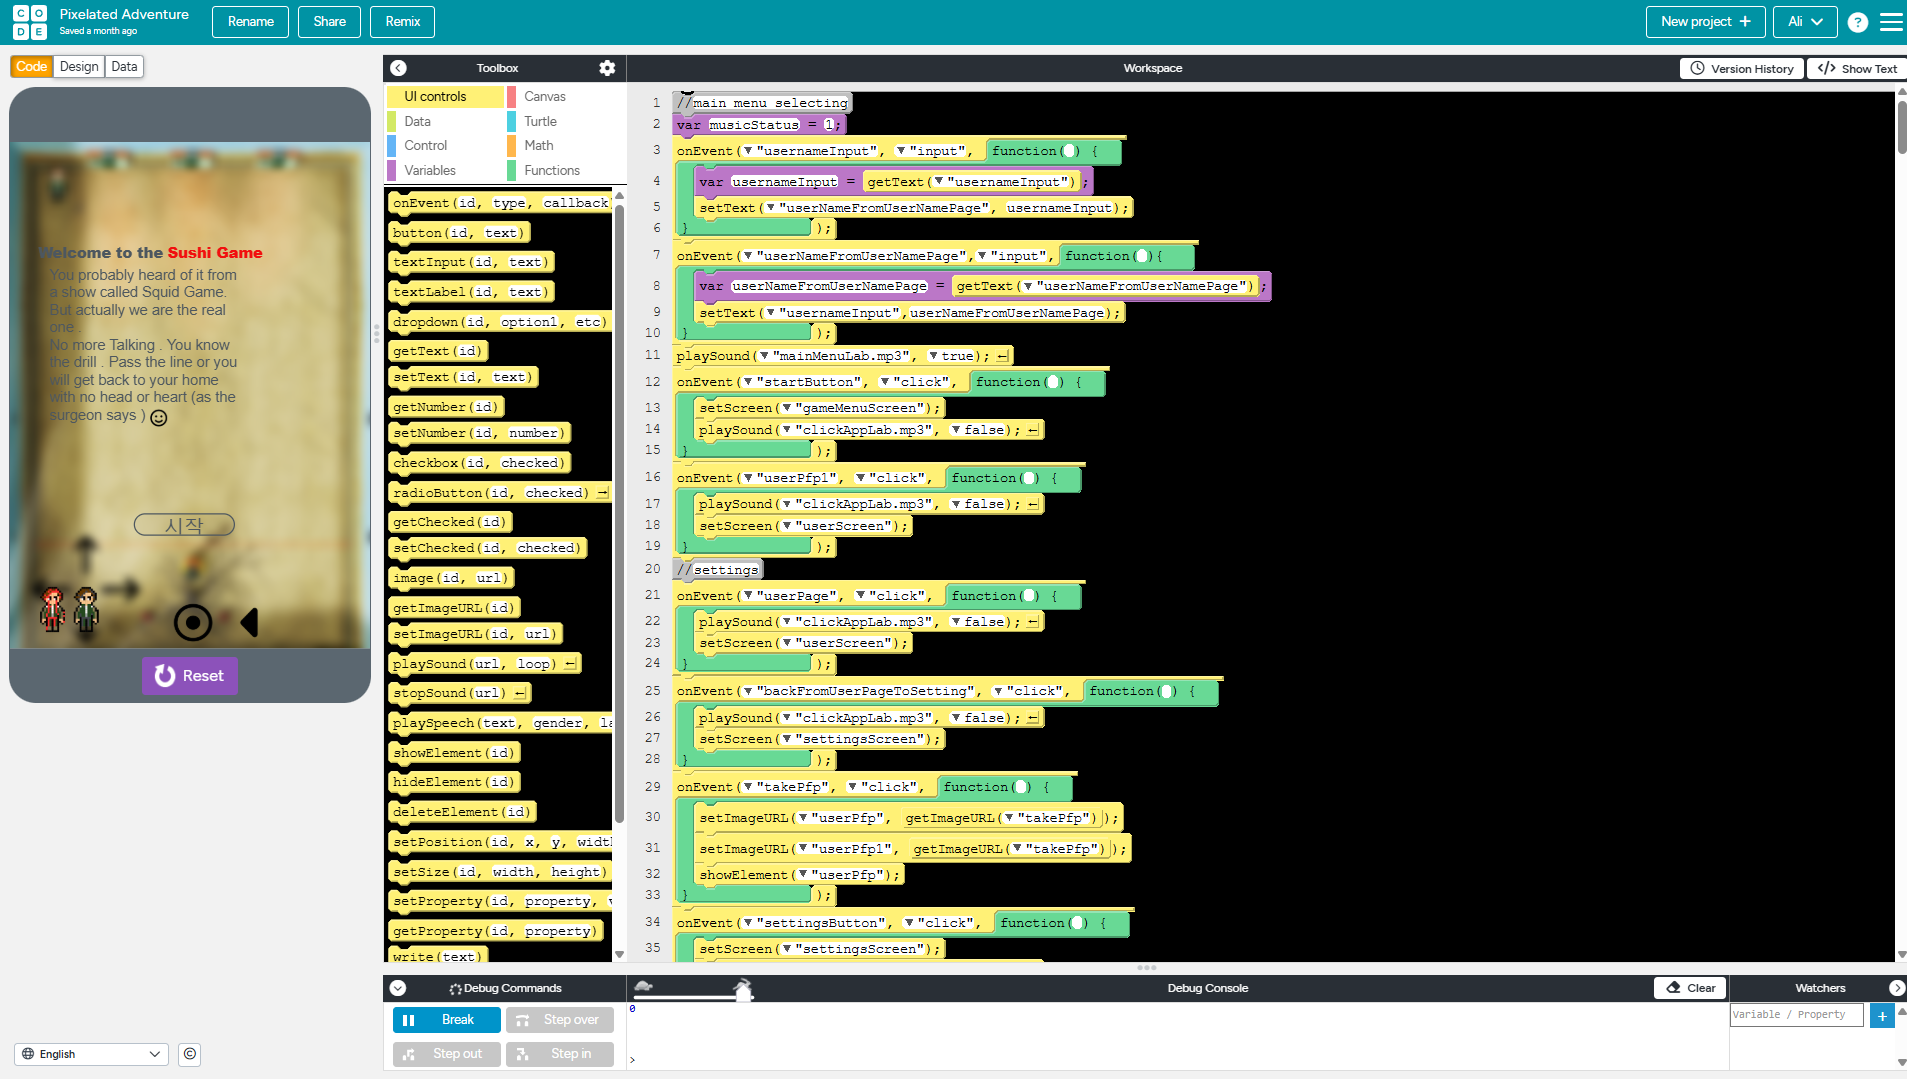 CODE
Pixelated Adventure
Saved a month ago
Rename
Share
Remix
New project +
Ali
?
Code
Design
Data
Toolbox
Workspace
Version History
</> Show Text
UI controls
Canvas
Data
Turtle
Control
Math
Variables
Functions
onEvent(id, type, callback
button(id, text)
textInput(id, text)
textLabel(id, text)
dropdown(id, option1, etc)
getText(id)
setText(id, text)
getNumber(id)
setNumber(id, number)
checkbox(id, checked)
radioButton(id, checked)
getChecked(id)
setChecked(id, checked)
image(id, url)
getImageURL(id)
setImageURL(id, url)
playSound(url, loop)
stopSound(url)
playSpeech(text, gender, la
showElement(id)
hideElement(id)
deleteElement(id)
setPosition(id, x, y, widt
setSize(id, width, height)
setProperty(id, property,
getProperty(id, property)
write(text)
Welcome to the Sushi Game
You probably heard of it from
a show called Squid Game.
But actually we are the real
one .
No more Talking . You know
the drill . Pass the line or you
will get back to your home
with no head or heart (as the
surgeon says )
시작
Reset
1 //main menu selecting
2 var musicStatus = 1;
3 onEvent("usernameInput", "input", function() {
4 var usernameInput = getText("usernameInput");
5 setText("userNameFromUserNamePage", usernameInput);
6 });
7 onEvent("userNameFromUserNamePage","input", function(){
8 var userNameFromUserNamePage = getText("userNameFromUserNamePage");
9 setText("usernameInput",userNameFromUserNamePage);
10 });
11 playSound("mainMenuLab.mp3", true);
12 onEvent("startButton", "click", function() {
13 setScreen("gameMenuScreen");
14 playSound("clickAppLab.mp3", false);
15 });
16 onEvent("userPfp1", "click", function() {
17 playSound("clickAppLab.mp3", false);
18 setScreen("userScreen");
19 });
20 //settings
21 onEvent("userPage", "click", function() {
22 playSound("clickAppLab.mp3", false);
23 setScreen("userScreen");
24 });
25 onEvent("backFromUserPageToSetting", "click", function() {
26 playSound("clickAppLab.mp3", false);
27 setScreen("settingsScreen");
28 });
29 onEvent("takePfp", "click", function() {
30 setImageURL("userPfp", getImageURL("takePfp"));
31 setImageURL("userPfp1", getImageURL("takePfp"));
32 showElement("userPfp");
33 });
34 onEvent("settingsButton", "click", function() {
35 setScreen("settingsScreen");
Debug Commands
Debug Console
Clear
Watchers
Break
Step over
Step out
Step in
0
>
Variable / Property
+
English
©